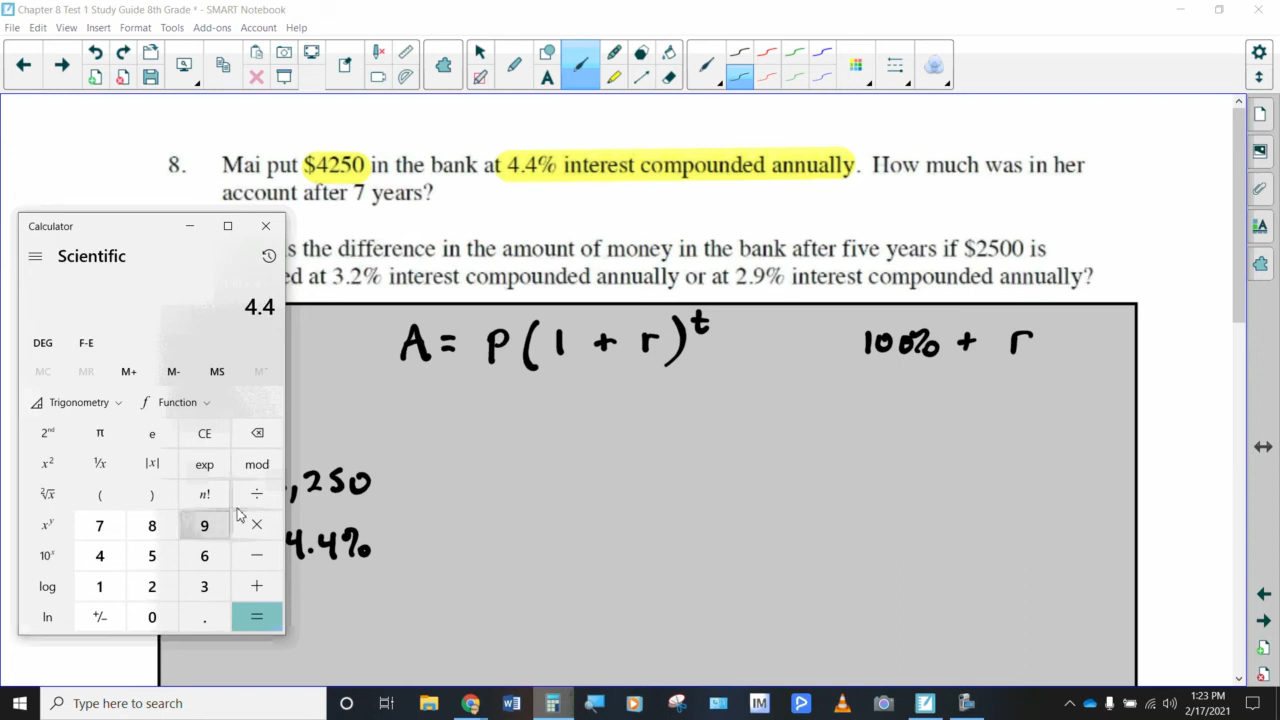 Chapter 8 Test 1 Study Guide 8th Grade * - SMART Notebook
File Edit View Insert Format Tools Add-ons Account Help
8. Mai put $4250 in the bank at 4.4% interest compounded annually. How much was in her
account after 7 years?
s the difference in the amount of money in the bank after five years if $2500 is
ed at 3.2% interest compounded annually or at 2.9% interest compounded annually?
A = P(1 + r)^t 100% + r
,250
4.4%
Calculator
Scientific
4.4
DEG F-E
MC MR M+ M- MS M˅
Trigonometry f Function
2nd π e CE
x² ¹/x |x| exp mod
²√x ( ) n! ÷
xʸ 7 8 9 ×
10ˣ 4 5 6 −
log 1 2 3 +
ln +/− 0 . =
Type here to search
IM
1:23 PM
2/17/2021